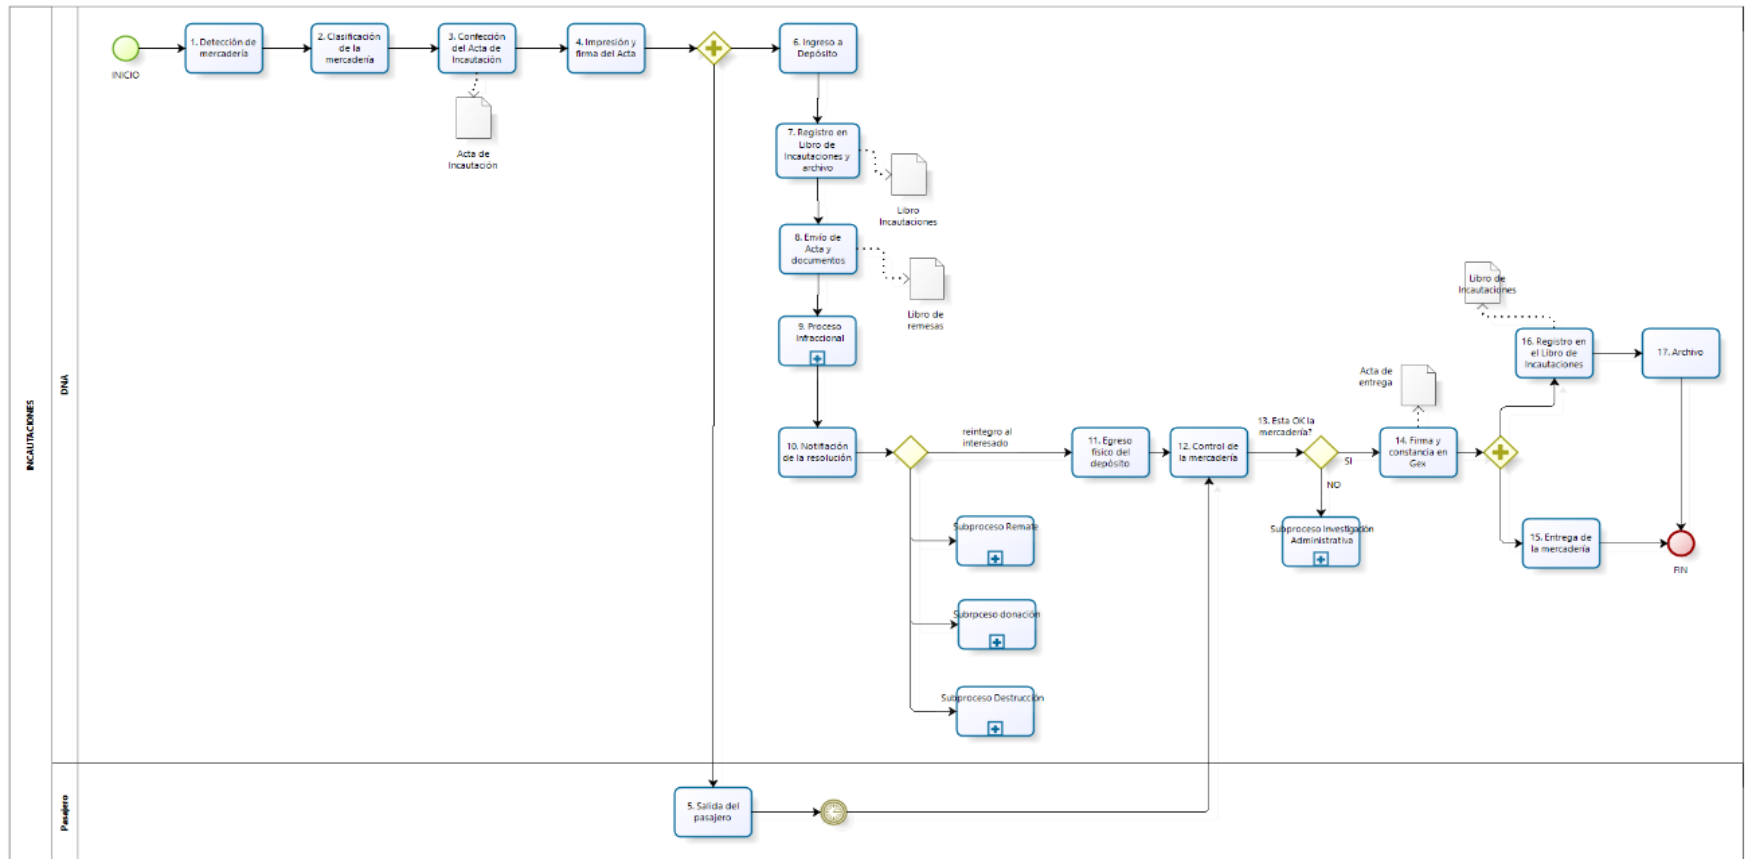 INCAUTACIONES
DNA
INICIO
1. Detección de
mercadería
2. Clasificación
de la
mercadería
3. Confección
del Acta de
Incautación
4. Impresión y
firma del Acta
6. Ingreso a
Depósito
Acta de
Incautación
7. Registro en
Libro de
Incautaciones y
archivo
Libro
Incautaciones
8. Envío de
Acta y
documentos
Libro de
remesas
9. Proceso
Infraccional
10. Notifiación
de la resolución
reintegro al
interesado
11. Egreso
físico del
depósito
12. Control de
la mercadería
13. Esta OK la
mercadería?
SI
NO
14. Firma y
constancia en
Gex
Acta de
entrega
Libro de
Incautaciones
16. Registro en
el Libro de
Incautaciones
17. Archivo
15. Entrega de
la mercadería
FIN
Subproceso Remate
Subproceso Investigación
Administrativa
Subrpceso donación
Subproceso Destrucción
Pasajero
5. Salida del
pasajero